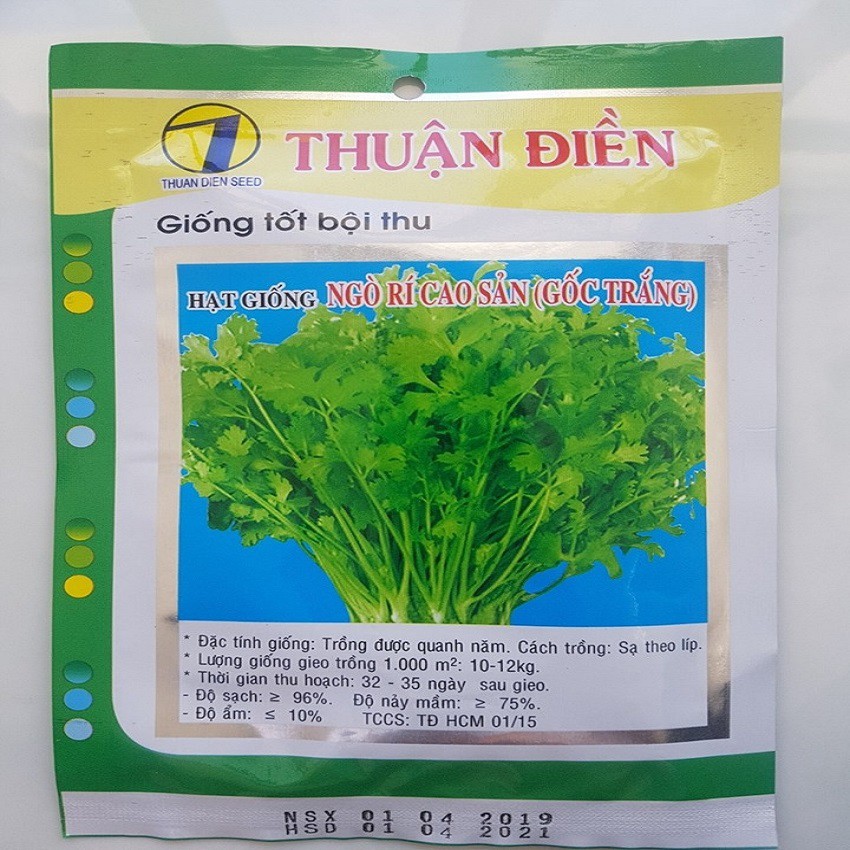 THUẬN ĐIỀN
THUAN DIEN SEED
Giống tốt bội thu
HẠT GIỐNG NGÒ RÍ CAO SẢN (GỐC TRẮNG)
* Đặc tính giống: Trồng được quanh năm. Cách trồng: Sạ theo líp.
* Lượng giống gieo trồng 1.000 m²: 10-12kg.
* Thời gian thu hoạch: 32 - 35 ngày sau gieo.
- Độ sạch: ≥ 96%. Độ nảy mầm: ≥ 75%.
- Độ ẩm: ≤ 10% TCCS: TĐ HCM 01/15
NSX 01 04 2019
HSD 01 04 2021